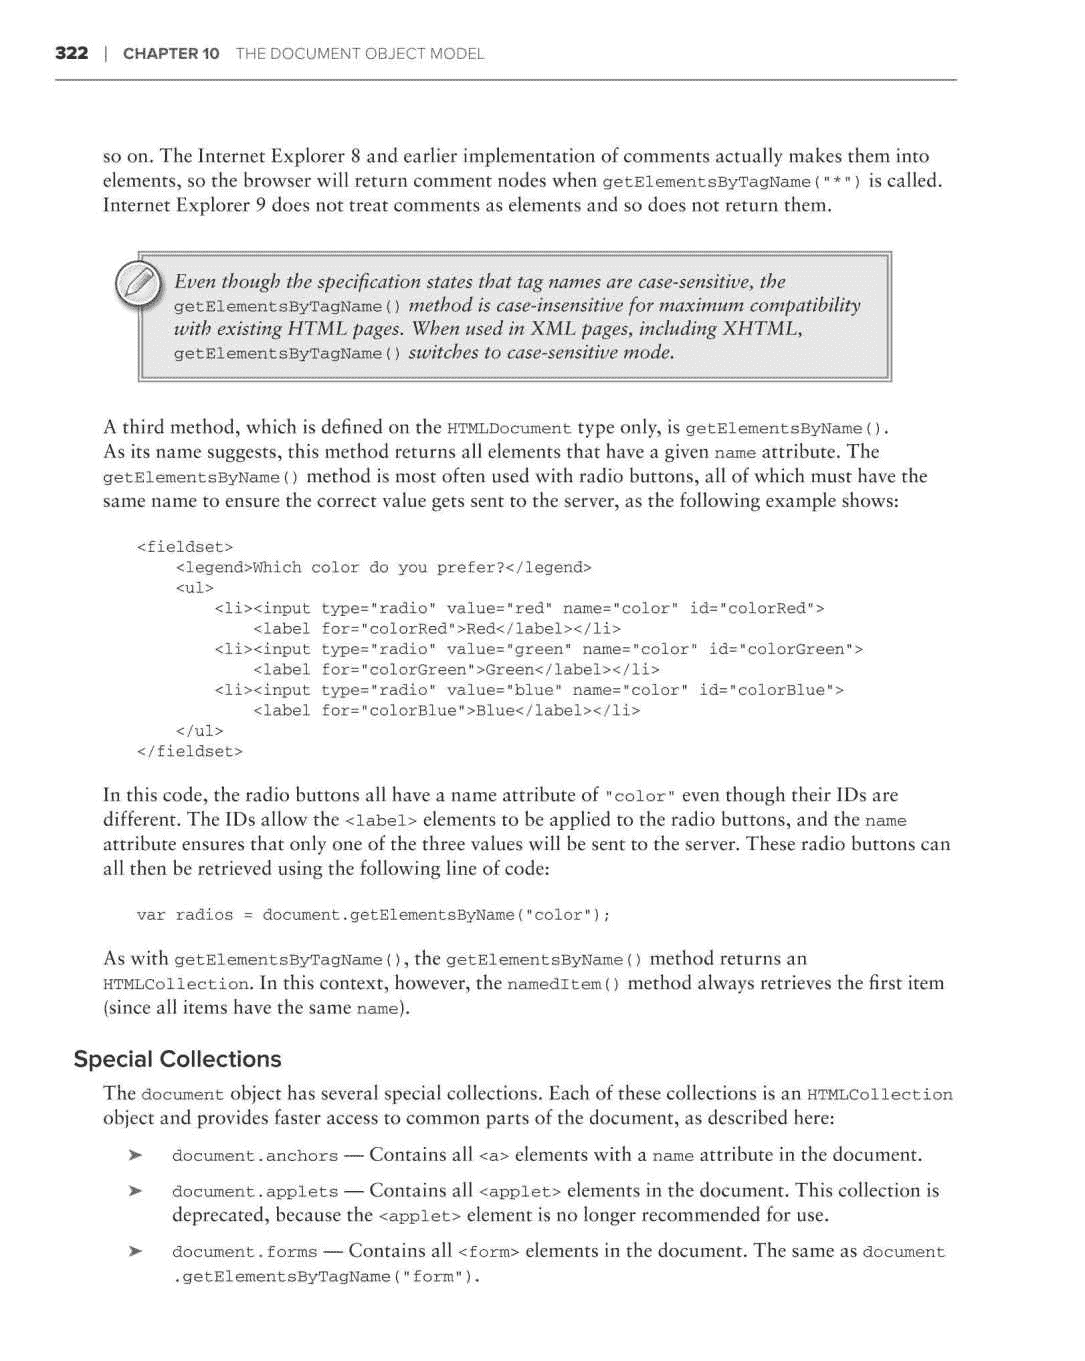 322 | CHAPTER 10 THE DOCUMENT OBJECT MODEL
so on. The Internet Explorer 8 and earlier implementation of comments actually makes them into
elements, so the browser will return comment nodes when getElementsByTagName("*") is called.
Internet Explorer 9 does not treat comments as elements and so does not return them.
Even though the specification states that tag names are case-sensitive, the
getElementsByTagName() method is case-insensitive for maximum compatibility
with existing HTML pages. When used in XML pages, including XHTML,
getElementsByTagName() switches to case-sensitive mode.
A third method, which is defined on the HTMLDocument type only, is getElementsByName().
As its name suggests, this method returns all elements that have a given name attribute. The
getElementsByName() method is most often used with radio buttons, all of which must have the
same name to ensure the correct value gets sent to the server, as the following example shows:
<fieldset>
    <legend>Which color do you prefer?</legend>
    <ul>
        <li><input type="radio" value="red" name="color" id="colorRed">
            <label for="colorRed">Red</label></li>
        <li><input type="radio" value="green" name="color" id="colorGreen">
            <label for="colorGreen">Green</label></li>
        <li><input type="radio" value="blue" name="color" id="colorBlue">
            <label for="colorBlue">Blue</label></li>
    </ul>
</fieldset>
In this code, the radio buttons all have a name attribute of "color" even though their IDs are
different. The IDs allow the <label> elements to be applied to the radio buttons, and the name
attribute ensures that only one of the three values will be sent to the server. These radio buttons can
all then be retrieved using the following line of code:
var radios = document.getElementsByName("color");
As with getElementsByTagName(), the getElementsByName() method returns an
HTMLCollection. In this context, however, the namedItem() method always retrieves the first item
(since all items have the same name).
Special Collections
The document object has several special collections. Each of these collections is an HTMLCollection
object and provides faster access to common parts of the document, as described here:
➤ document.anchors — Contains all <a> elements with a name attribute in the document.
➤ document.applets — Contains all <applet> elements in the document. This collection is
deprecated, because the <applet> element is no longer recommended for use.
➤ document.forms — Contains all <form> elements in the document. The same as document
.getElementsByTagName("form").